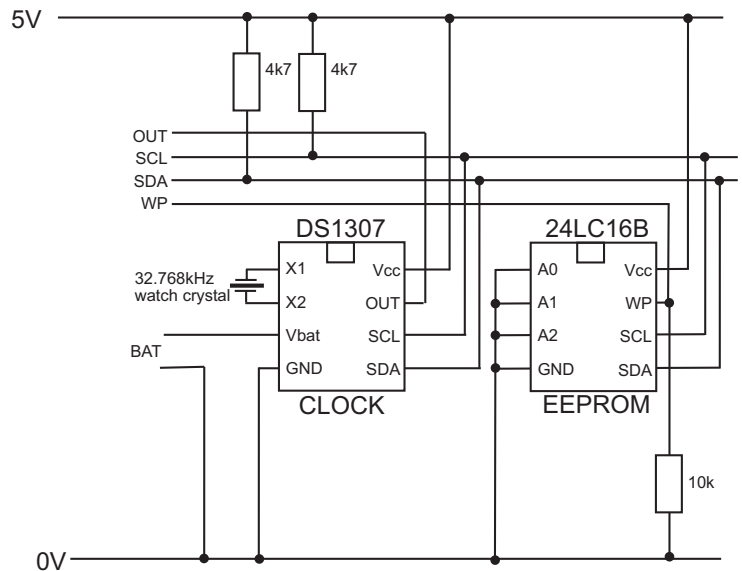 5V
4k7
4k7
OUT
SCL
SDA
WP
DS1307
24LC16B
32.768kHz
watch crystal
X1
Vcc
X2
OUT
Vbat
SCL
GND
SDA
A0
Vcc
A1
WP
A2
SCL
GND
SDA
BAT
CLOCK
EEPROM
10k
0V